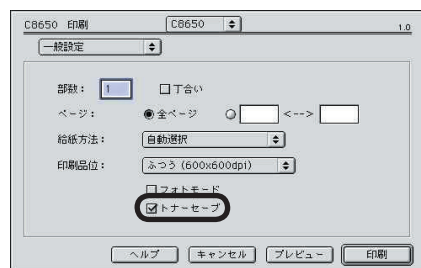 C8650 印刷 C8650 1.0
一般設定
部数： 1 丁合い
ページ： 全ページ <-->
給紙方法： 自動選択
印刷品位： ふつう (600x600dpi)
フォトモード
トナーセーブ
ヘルプ キャンセル プレビュー 印刷